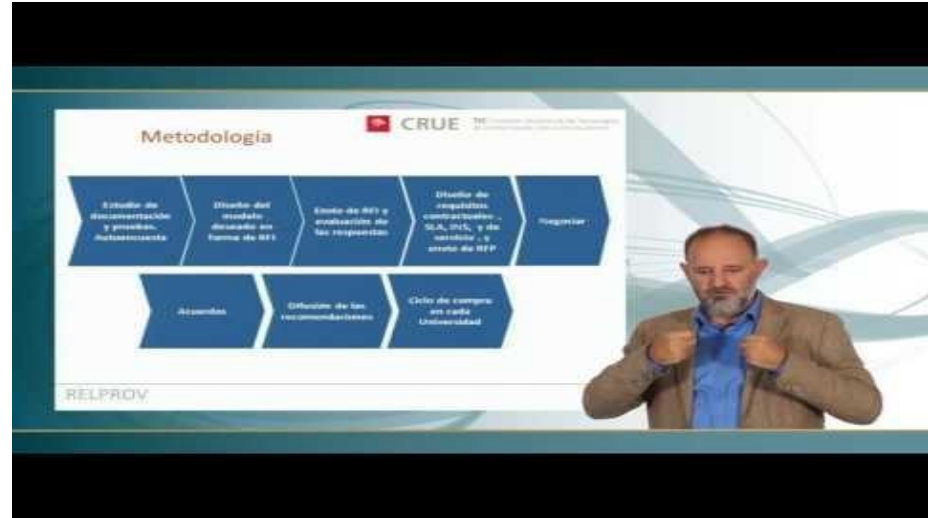 Metodología
CRUE TIC
Estudio de
documentación
y pruebas.
Autoencuesta
Diseño del
modelo
deseado en
forma de RFI
Envío de RFI y
evaluación de
las respuestas
Diseño de
requisitos
contractuales ,
SLA, INS, y de
servicio , y
envío de RFP
Negociar
Acuerdos
Difusión de las
recomendaciones
Ciclo de compra
en cada
Universidad
RELPROV